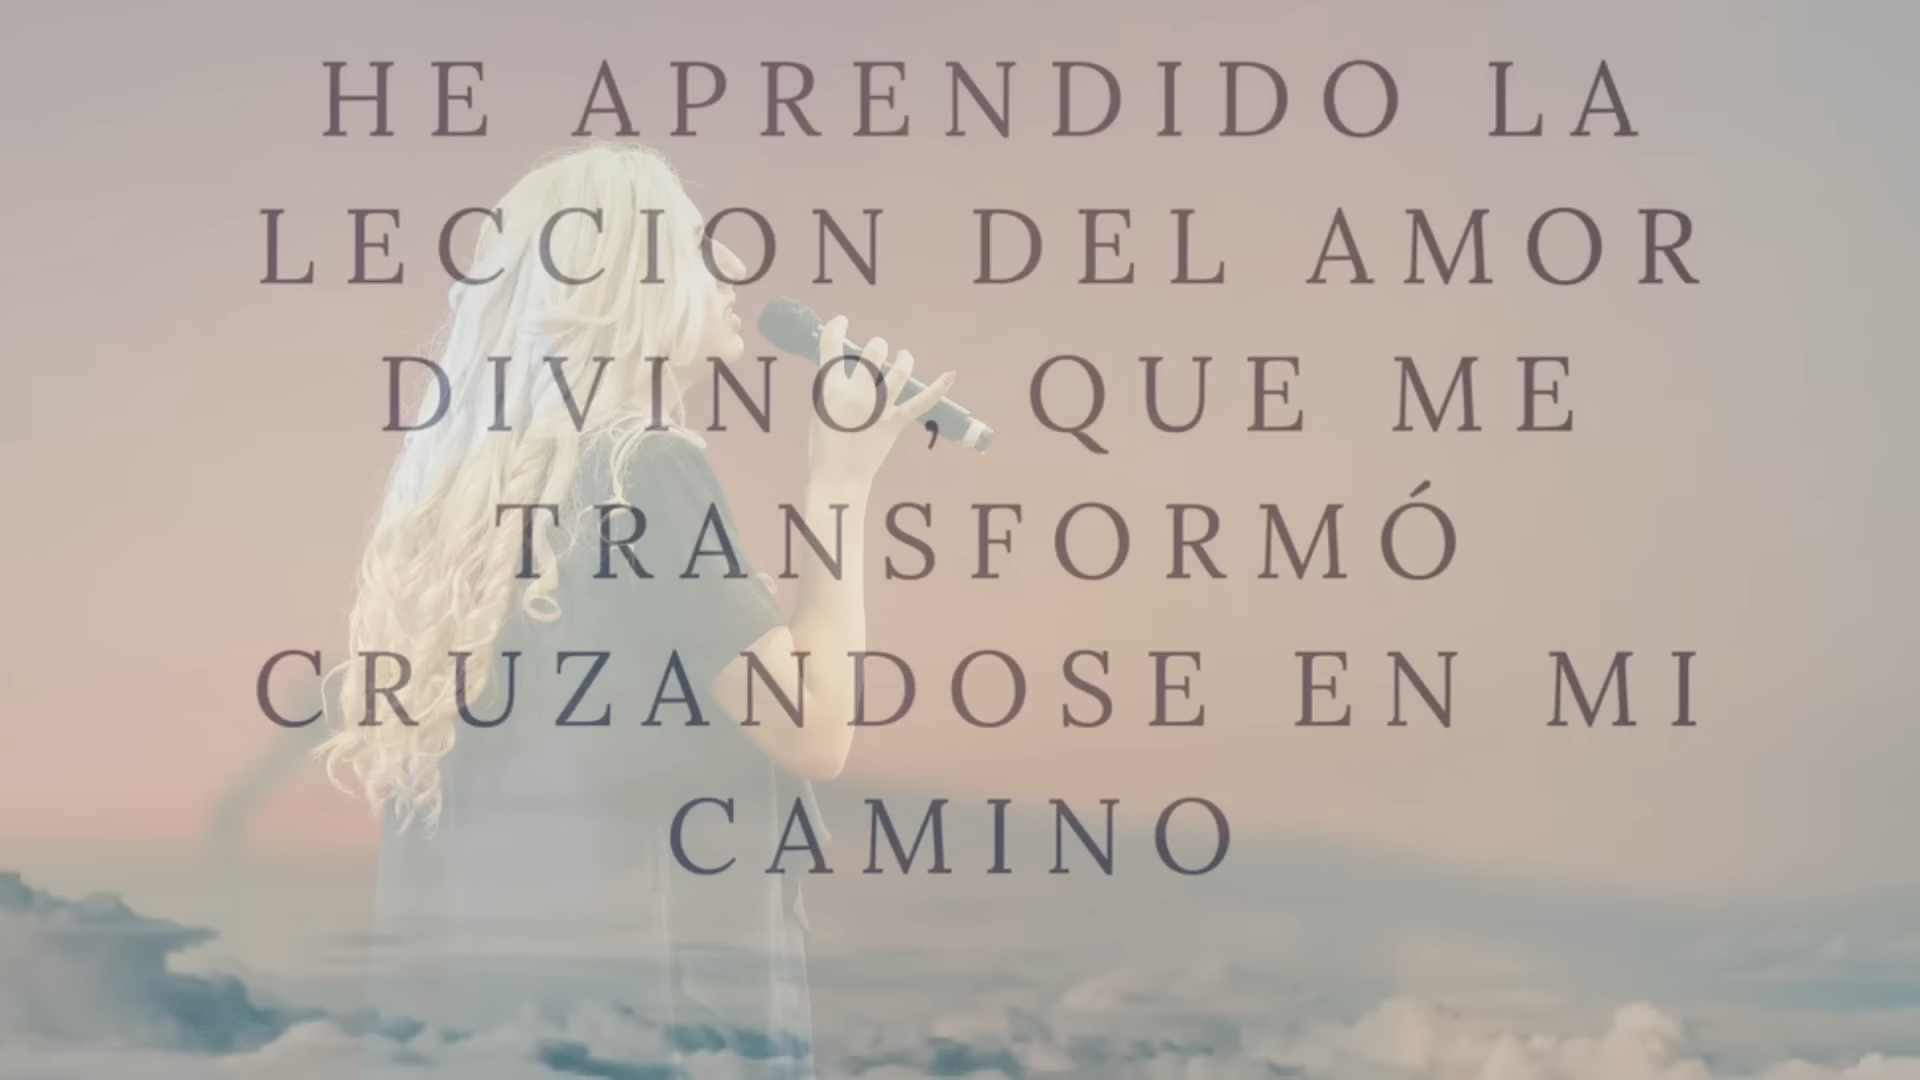 HE APRENDIDO LA
LECCION DEL AMOR
DIVINO, QUE ME
TRANSFORMÓ
CRUZANDOSE EN MI
CAMINO